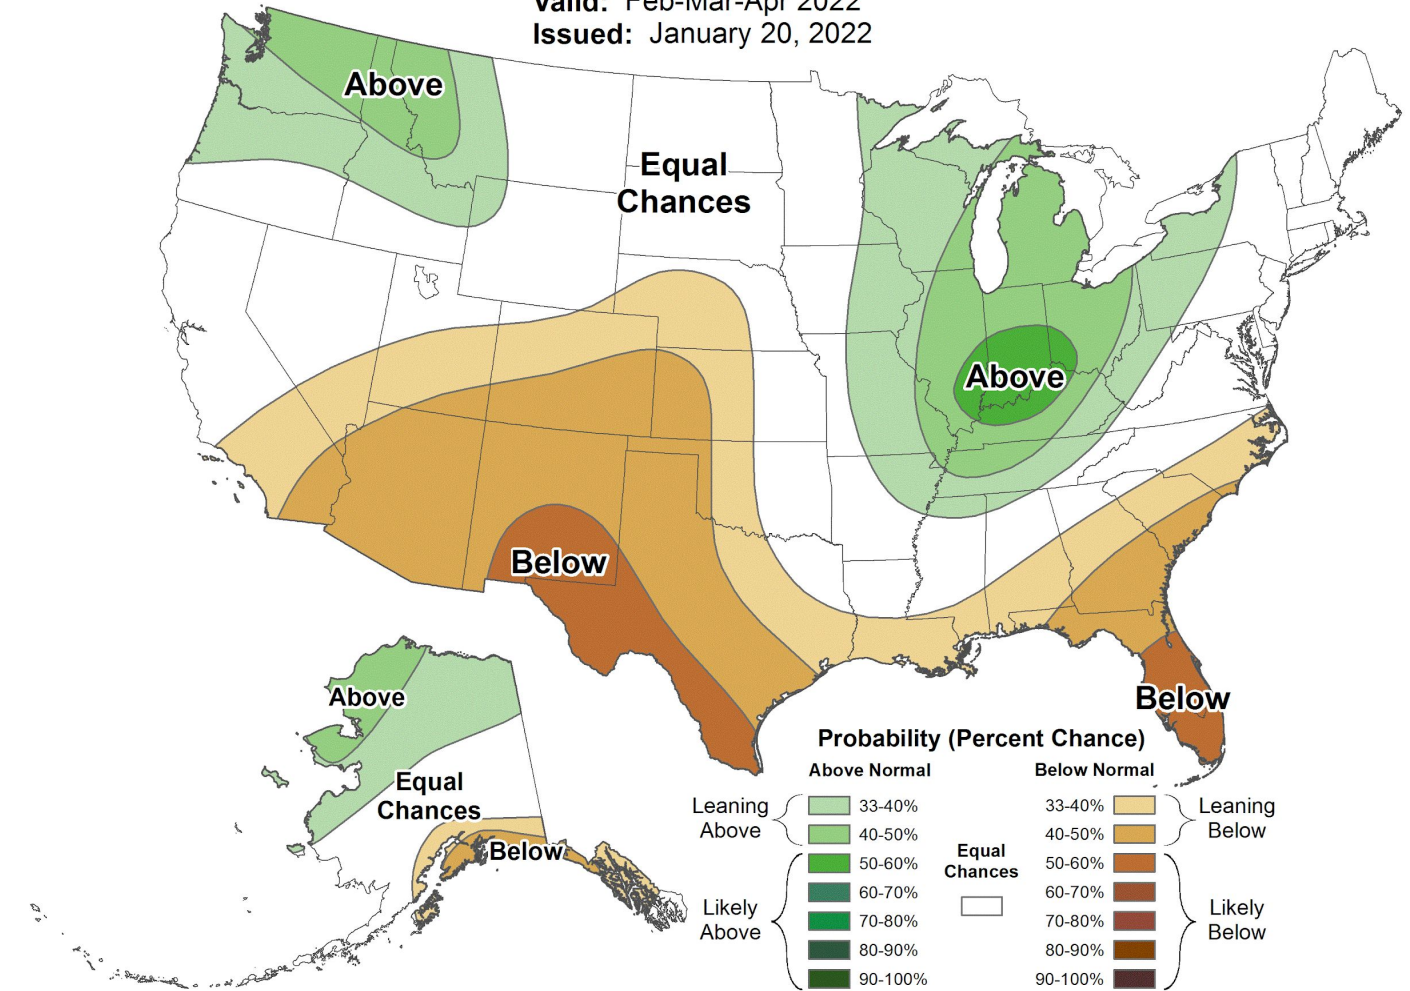 Valid: Feb-Mar-Apr 2022
Issued: January 20, 2022
Above
Equal
Chances
Above
Below
Below
Above
Equal
Chances
Below
Probability (Percent Chance)
Above Normal
Below Normal
Leaning
Above
33-40%
40-50%
50-60%
60-70%
70-80%
80-90%
90-100%
Likely
Above
Equal
Chances
33-40%
40-50%
50-60%
60-70%
70-80%
80-90%
90-100%
Leaning
Below
Likely
Below